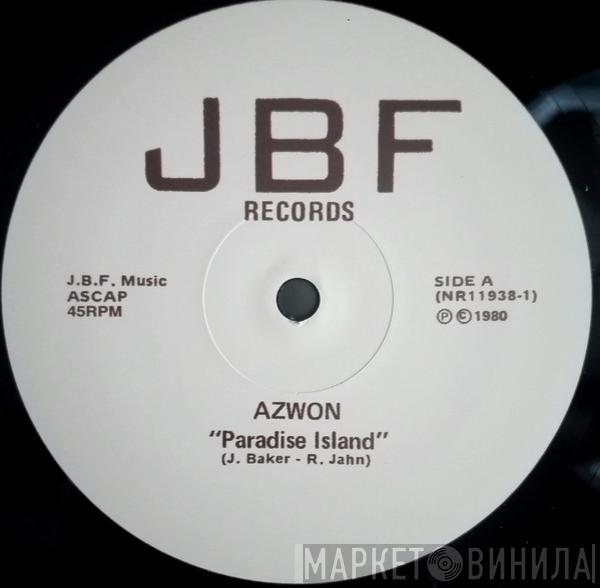 JBF
RECORDS
J.B.F. Music
ASCAP
45RPM
SIDE A
(NR11938-1)
Ⓟ © 1980
AZWON
"Paradise Island"
(J. Baker - R. Jahn)
МАРКЕТ ВИНИЛА